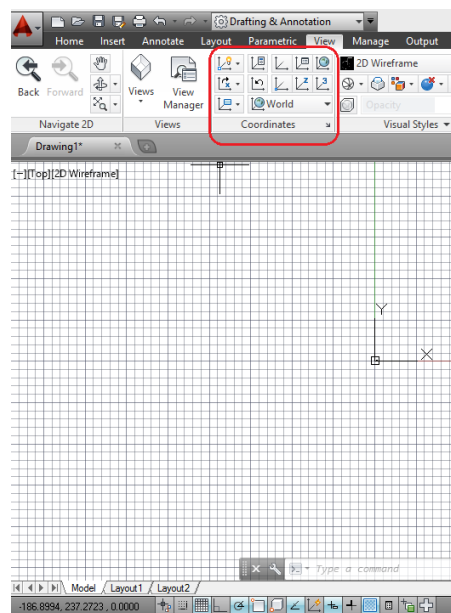 Drafting & Annotation
Home Insert Annotate Layout Parametric View Manage Output
2D Wireframe
Back Forward Views View Manager World Opacity
Navigate 2D Views Coordinates Visual Styles
Drawing1*
[−][Top][2D Wireframe]
Y
X
Type a command
Model Layout1 Layout2
-186.8994, 237.2723 , 0.0000